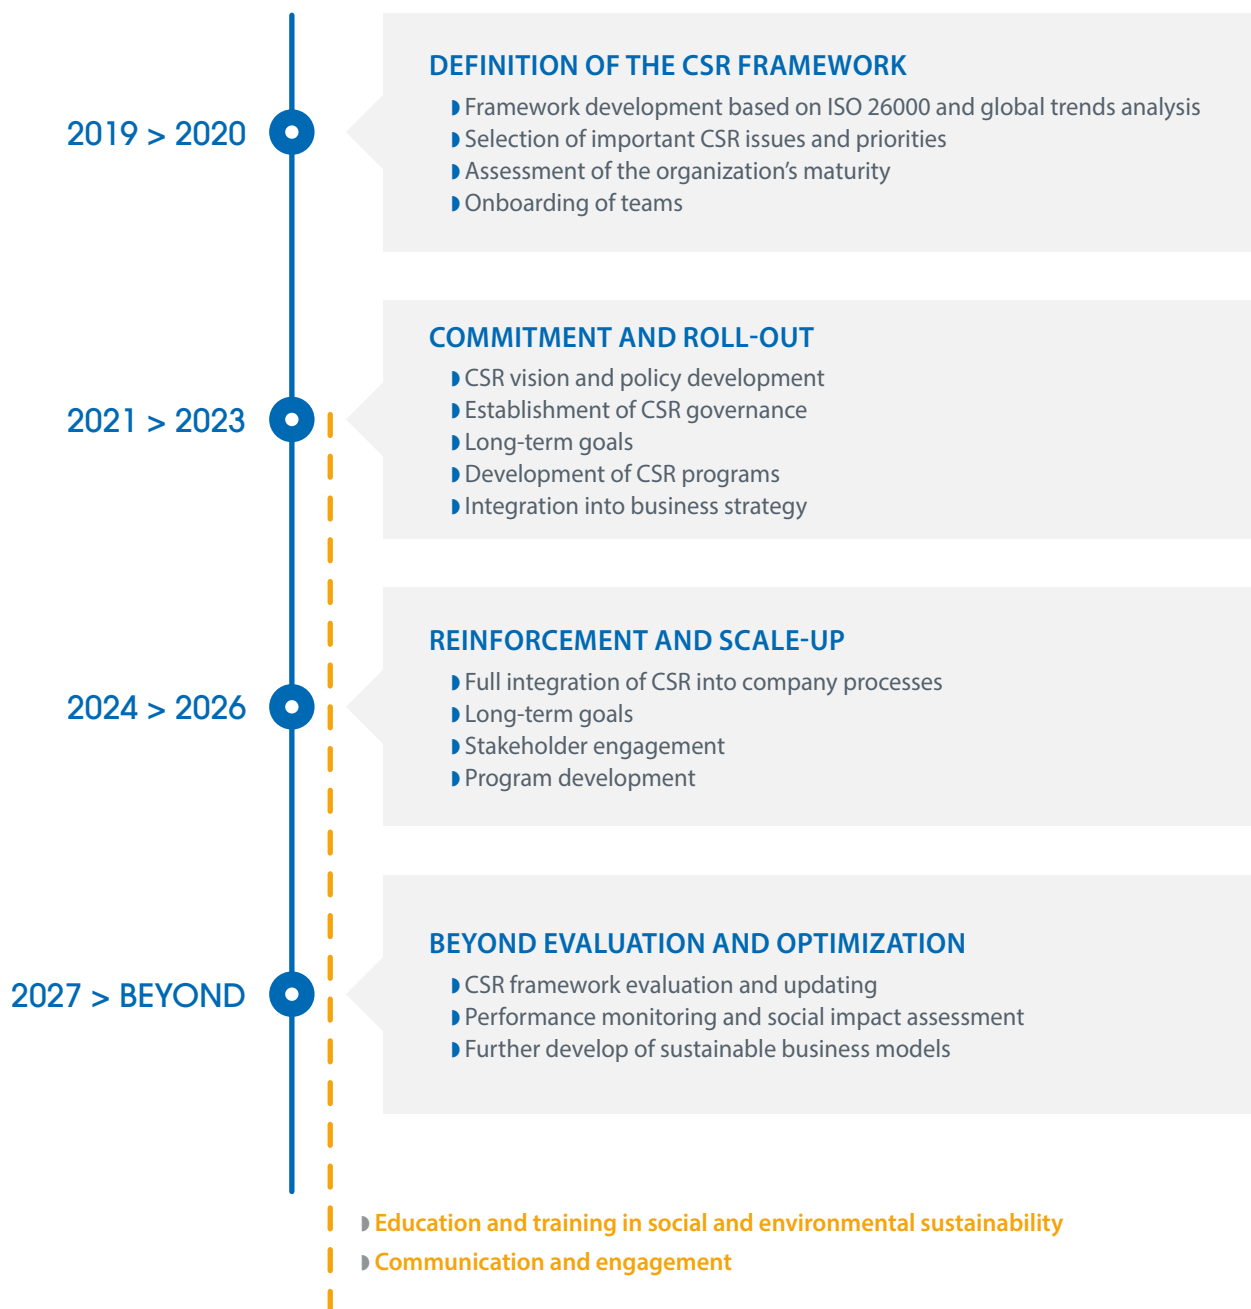 2019 > 2020
DEFINITION OF THE CSR FRAMEWORK
Framework development based on ISO 26000 and global trends analysis
Selection of important CSR issues and priorities
Assessment of the organization’s maturity
Onboarding of teams
2021 > 2023
COMMITMENT AND ROLL-OUT
CSR vision and policy development
Establishment of CSR governance
Long-term goals
Development of CSR programs
Integration into business strategy
2024 > 2026
REINFORCEMENT AND SCALE-UP
Full integration of CSR into company processes
Long-term goals
Stakeholder engagement
Program development
2027 > BEYOND
BEYOND EVALUATION AND OPTIMIZATION
CSR framework evaluation and updating
Performance monitoring and social impact assessment
Further develop of sustainable business models
Education and training in social and environmental sustainability
Communication and engagement